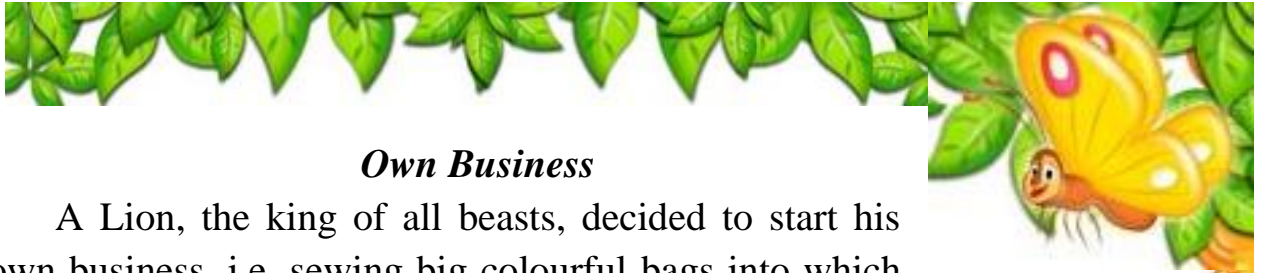 Own Business
A Lion, the king of all beasts, decided to start his
own business, i.e. sewing big colourful bags into which